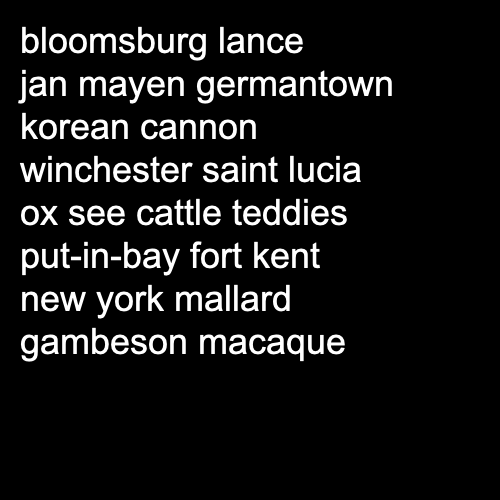 bloomsburg lance
jan mayen germantown
korean cannon
winchester saint lucia
ox see cattle teddies
put-in-bay fort kent
new york mallard
gambeson macaque